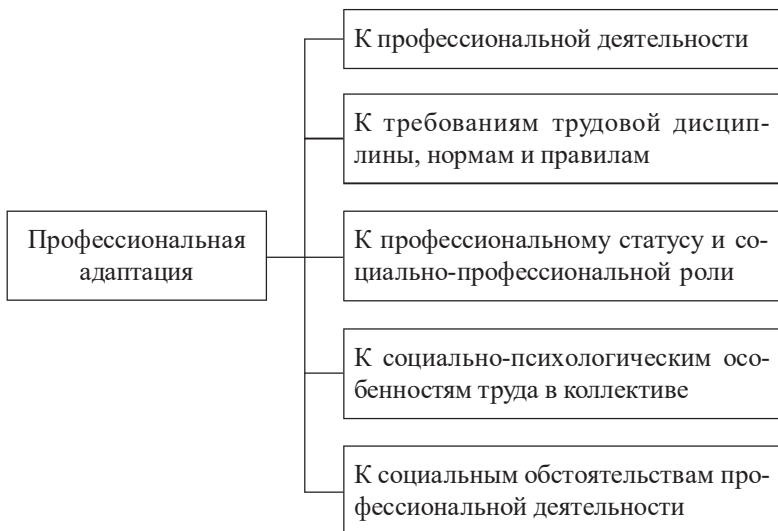 К профессиональной деятельности
К требованиям трудовой дисцип-
лины, нормам и правилам
Профессиональная
адаптация
К профессиональному статусу и со-
циально-профессиональной роли
К социально-психологическим осо-
бенностям труда в коллективе
К социальным обстоятельствам про-
фессиональной деятельности